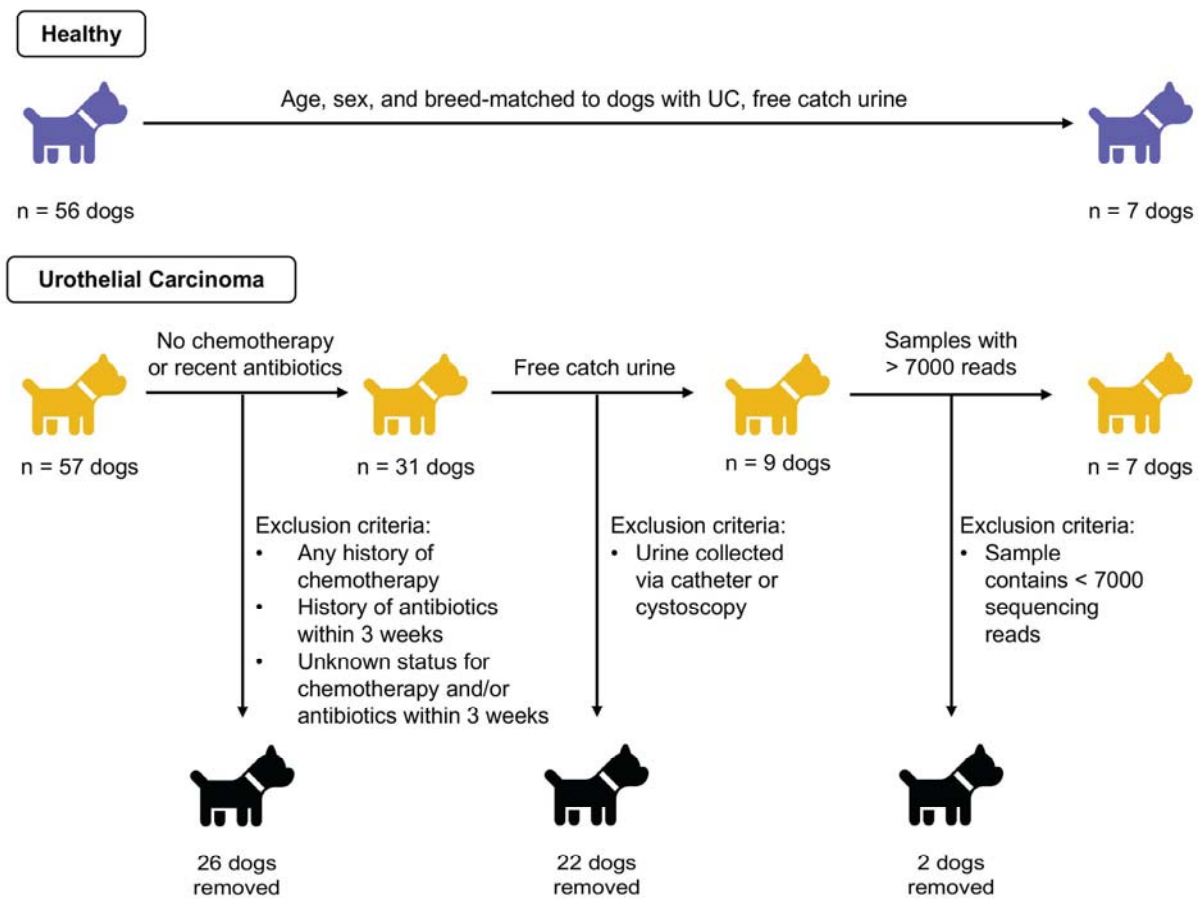 Healthy
Age, sex, and breed-matched to dogs with UC, free catch urine
n = 56 dogs
n = 7 dogs
Urothelial Carcinoma
No chemotherapy
or recent antibiotics
Free catch urine
Samples with
> 7000 reads
n = 57 dogs
n = 31 dogs
n = 9 dogs
n = 7 dogs
Exclusion criteria:
• Any history of
chemotherapy
• History of antibiotics
within 3 weeks
• Unknown status for
chemotherapy and/or
antibiotics within 3 weeks
Exclusion criteria:
• Urine collected
via catheter or
cystoscopy
Exclusion criteria:
• Sample
contains < 7000
sequencing
reads
26 dogs
removed
22 dogs
removed
2 dogs
removed